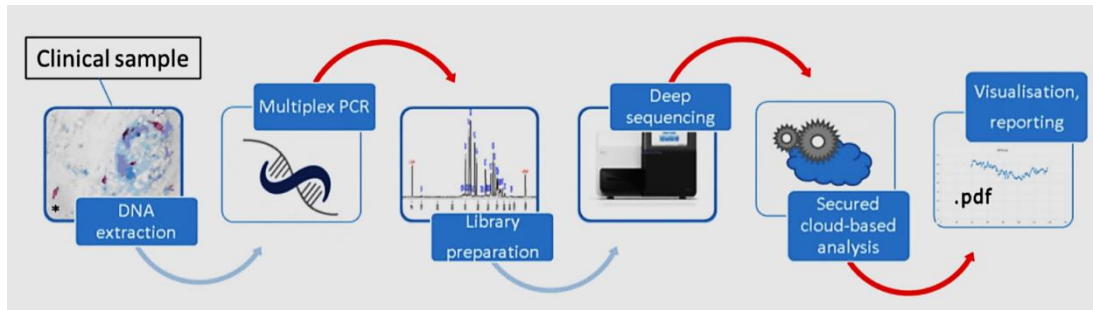 Clinical sample
*
DNA
extraction
Multiplex PCR
Library
preparation
Deep
sequencing
Secured
cloud-based
analysis
Visualisation,
reporting
.pdf